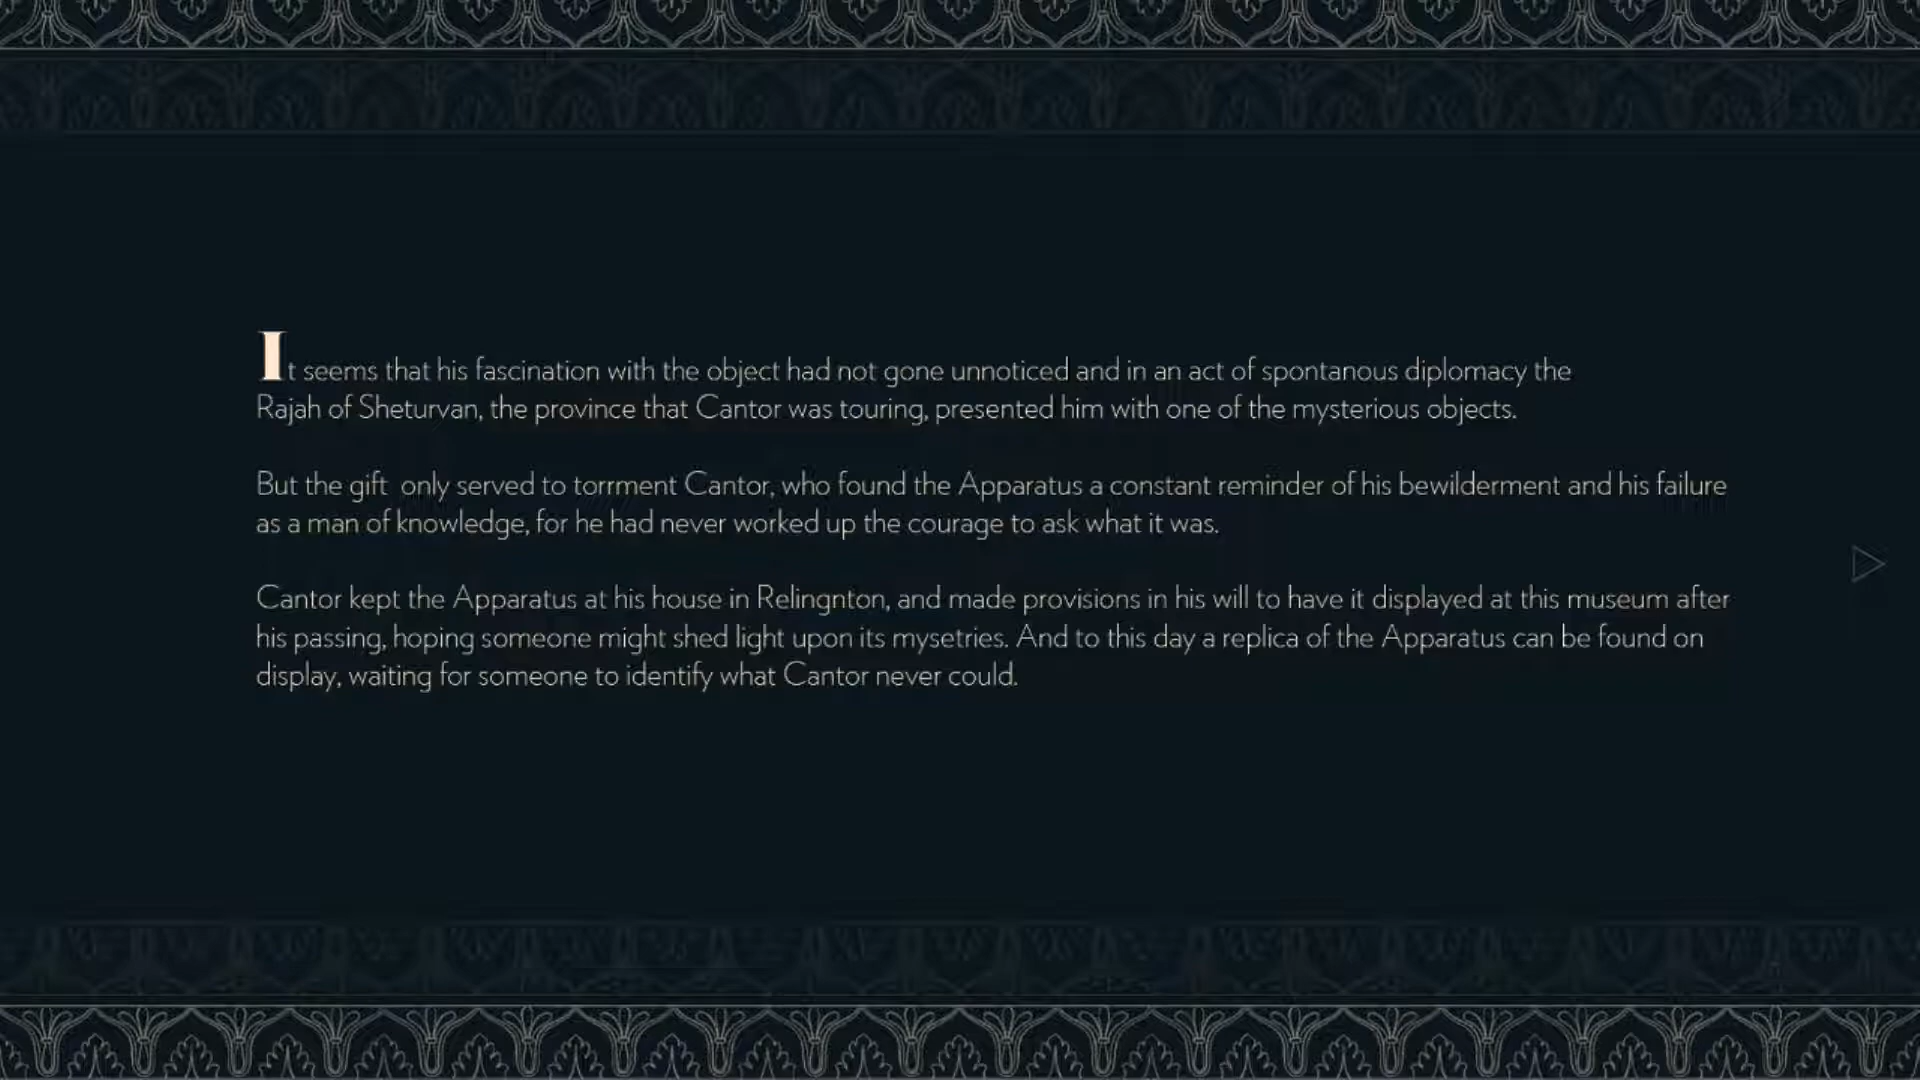 It seems that his fascination with the object had not gone unnoticed and in an act of spontanous diplomacy the
Rajah of Sheturvan, the province that Cantor was touring, presented him with one of the mysterious objects.
But the gift  only served to torrment Cantor, who found the Apparatus a constant reminder of his bewilderment and his failure
as a man of knowledge, for he had never worked up the courage to ask what it was.
Cantor kept the Apparatus at his house in Relingnton, and made provisions in his will to have it displayed at this museum after
his passing, hoping someone might shed light upon its mysetries. And to this day a replica of the Apparatus can be found on
display, waiting for someone to identify what Cantor never could.